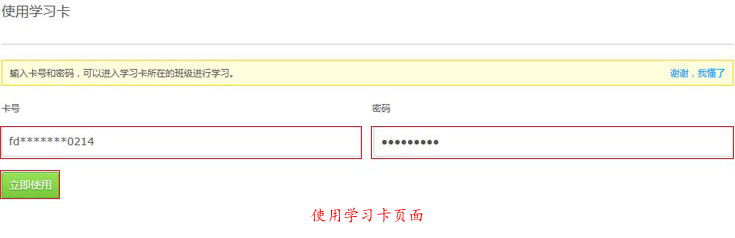 使用学习卡
输入卡号和密码，可以进入学习卡所在的班级进行学习。 谢谢，我懂了
卡号 密码
fd*******0214 ●●●●●●●●●
立即使用
使用学习卡页面